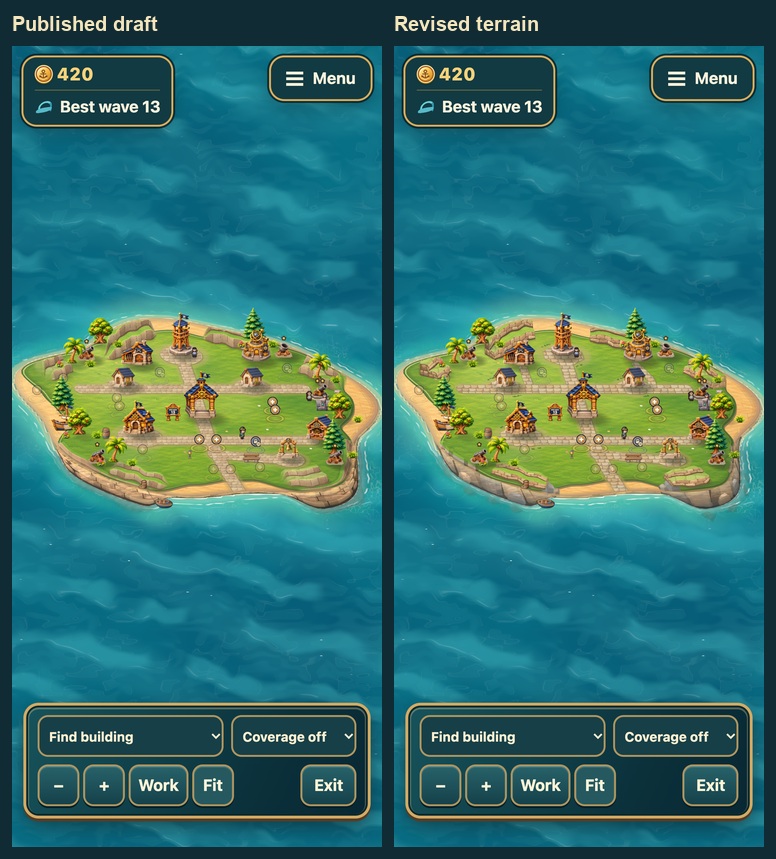 Published draft
420
Menu
Best wave 13
Find building
Coverage off
− + Work Fit Exit
Revised terrain
420
Menu
Best wave 13
Find building
Coverage off
− + Work Fit Exit